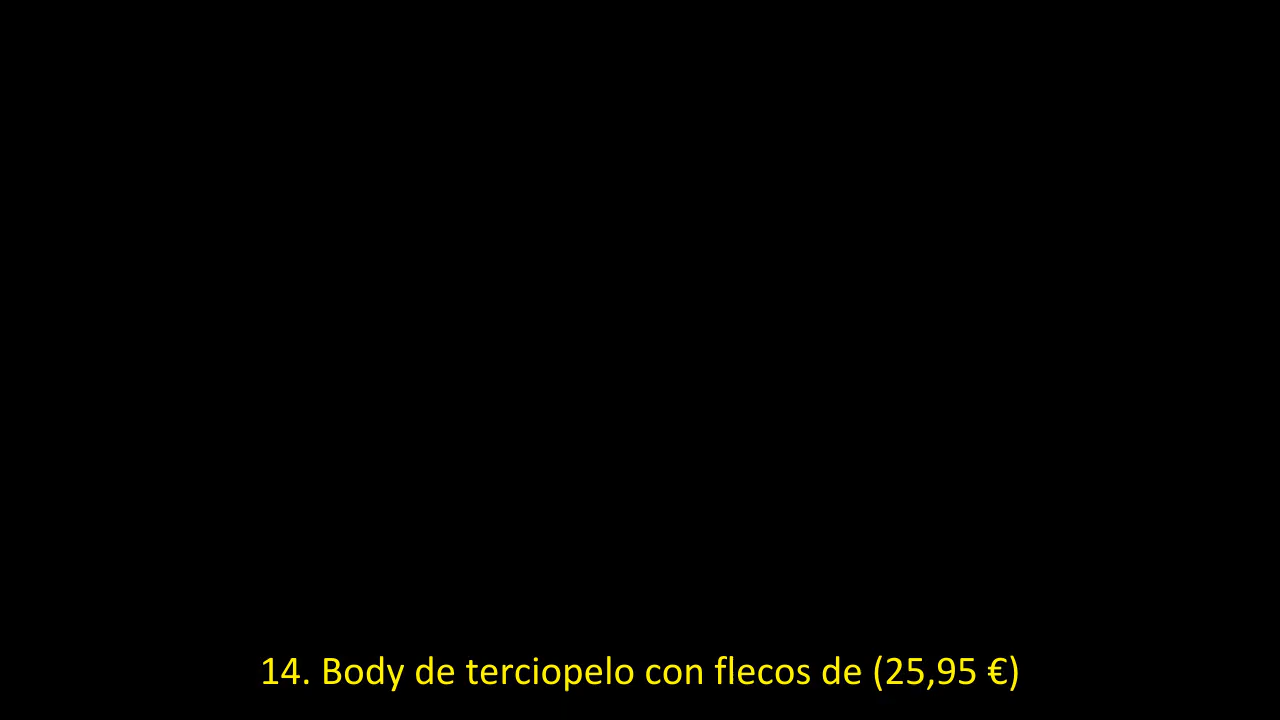 14. Body de terciopelo con flecos de (25,95 €)